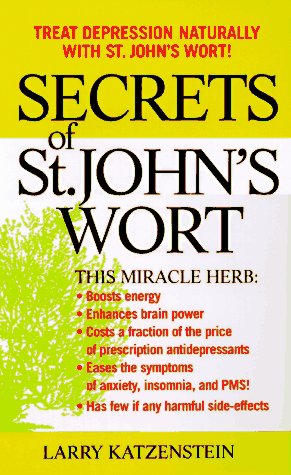 TREAT DEPRESSION NATURALLY
WITH ST. JOHN'S WORT!
SECRETS
of
St. JOHN'S
WORT
THIS MIRACLE HERB:
• Boosts energy
• Enhances brain power
• Costs a fraction of the price
of prescription antidepressants
• Eases the symptoms
of anxiety, insomnia, and PMS!
• Has few if any harmful side-effects
LARRY KATZENSTEIN